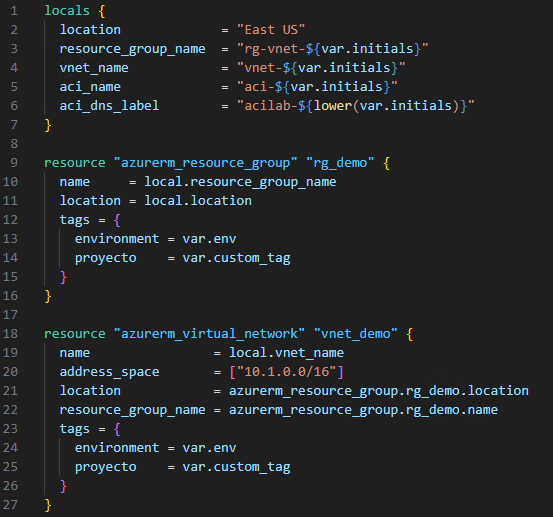 1 locals {
2   location             = "East US"
3   resource_group_name  = "rg-vnet-${var.initials}"
4   vnet_name            = "vnet-${var.initials}"
5   aci_name             = "aci-${var.initials}"
6   aci_dns_label        = "acilab-${lower(var.initials)}"
7 }
8
9 resource "azurerm_resource_group" "rg_demo" {
10   name     = local.resource_group_name
11   location = local.location
12   tags = {
13     environment = var.env
14     proyecto    = var.custom_tag
15   }
16 }
17
18 resource "azurerm_virtual_network" "vnet_demo" {
19   name                = local.vnet_name
20   address_space       = ["10.1.0.0/16"]
21   location            = azurerm_resource_group.rg_demo.location
22   resource_group_name = azurerm_resource_group.rg_demo.name
23   tags = {
24     environment = var.env
25     proyecto    = var.custom_tag
26   }
27 }